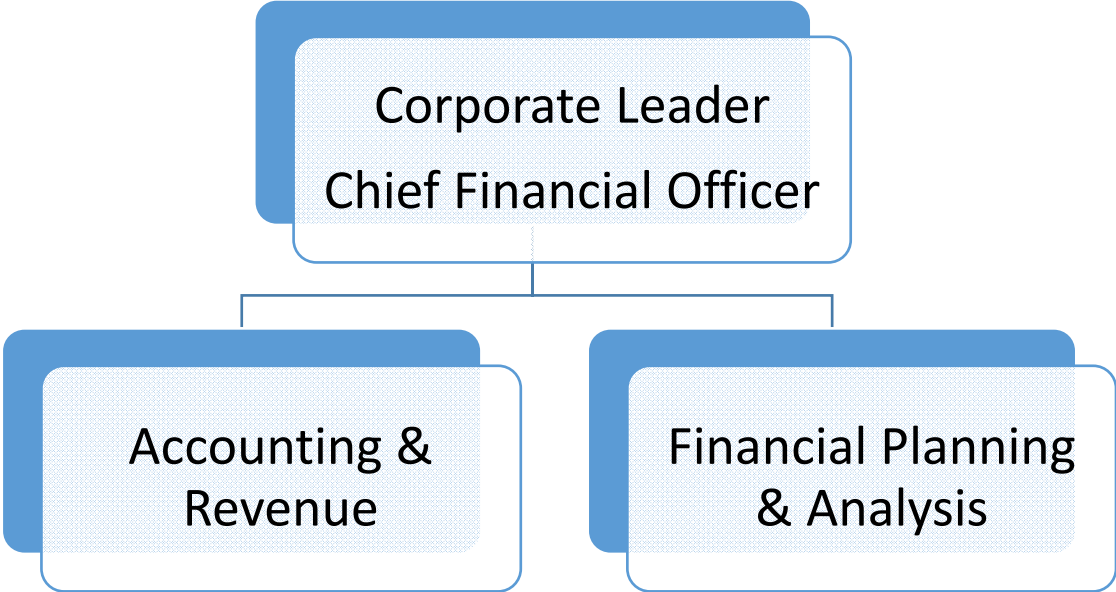 Corporate Leader
Chief Financial Officer
Accounting &
Revenue
Financial Planning
& Analysis